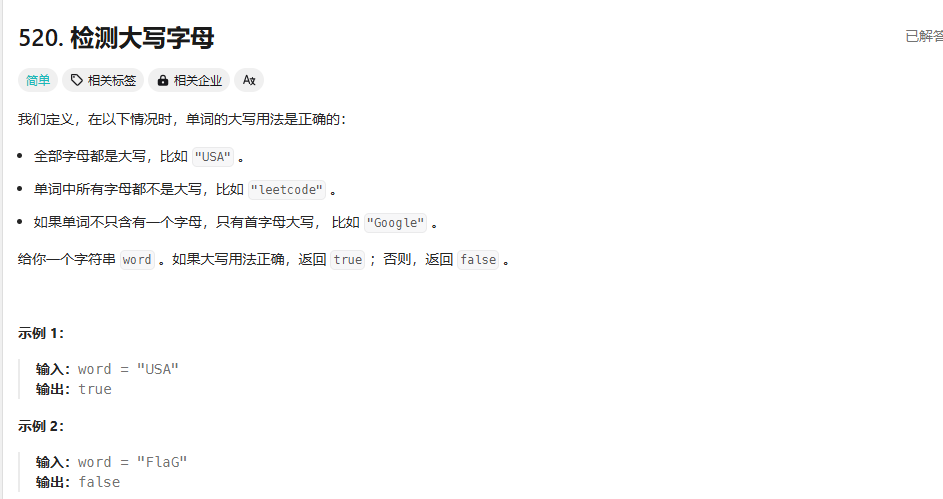 520. 检测大写字母
已解答
简单 相关标签 相关企业 Aあ
我们定义，在以下情况时，单词的大写用法是正确的：
全部字母都是大写，比如 "USA" 。
单词中所有字母都不是大写，比如 "leetcode" 。
如果单词不只含有一个字母，只有首字母大写， 比如 "Google" 。
给你一个字符串 word 。如果大写用法正确，返回 true ；否则，返回 false 。
示例 1：
输入：word = "USA"
输出：true
示例 2：
输入：word = "FlaG"
输出：false